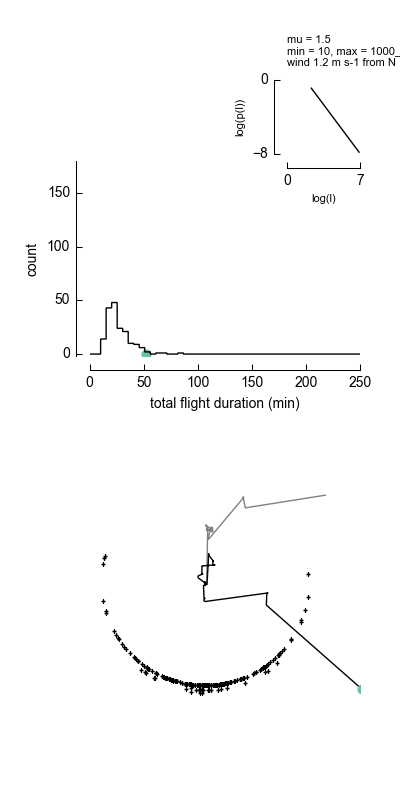 mu = 1.5
min = 10, max = 1000_
wind 1.2 m s-1 from N
0
log(p(l))
−8
0
7
log(l)
150
100
count
50
0
0
50
100
150
200
250
total flight duration (min)